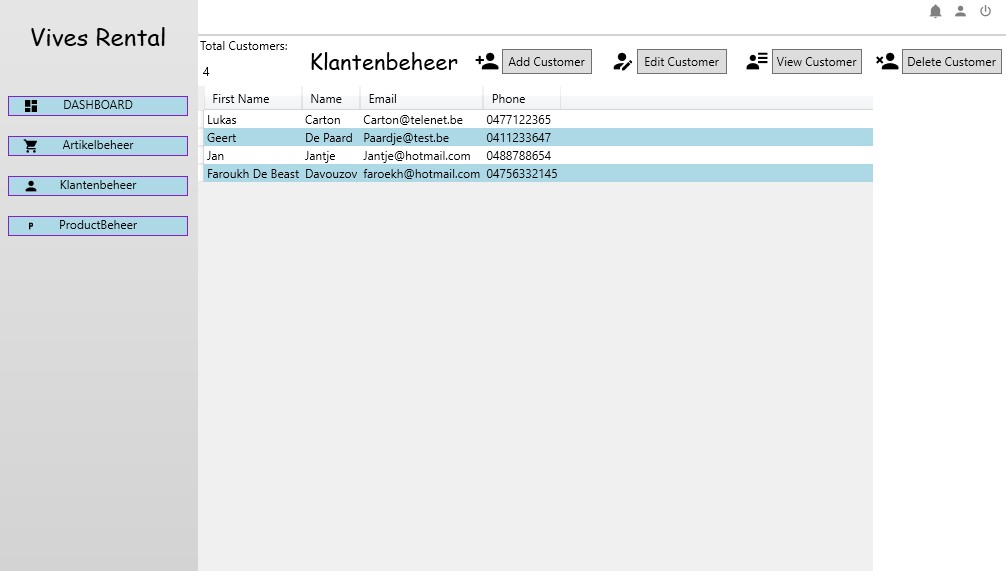 Vives Rental
DASHBOARD
Artikelbeheer
Klantenbeheer
P ProductBeheer
Total Customers:
4
Klantenbeheer
Add Customer
Edit Customer
View Customer
Delete Customer
First Name Name Email Phone
Lukas Carton Carton@telenet.be 0477122365
Geert De Paard Paardje@test.be 0411233647
Jan Jantje Jantje@hotmail.com 0488788654
Faroukh De Beast Davouzov faroekh@hotmail.com 04756332145